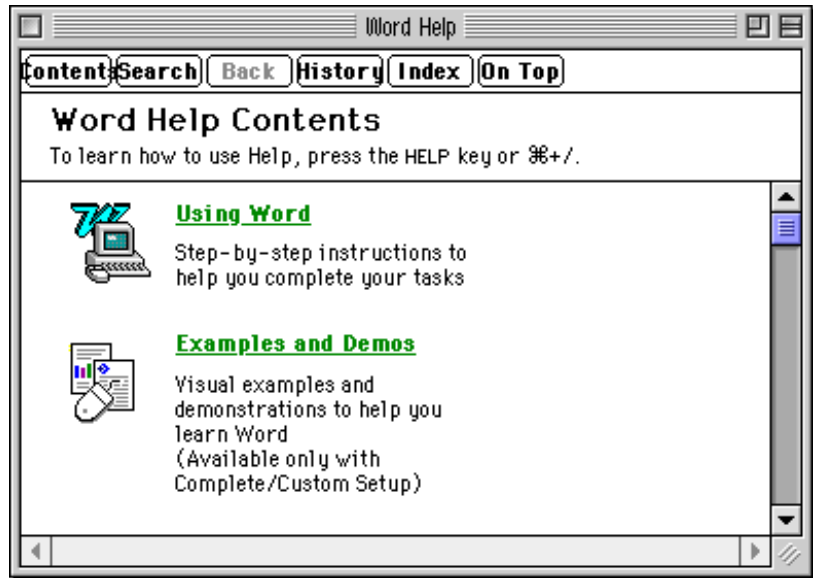 Word Help
Contents Search Back History Index On Top
Word Help Contents
To learn how to use Help, press the HELP key or ⌘+/.
Using Word
Step-by-step instructions to
help you complete your tasks
Examples and Demos
Visual examples and
demonstrations to help you
learn Word
(Available only with
Complete/Custom Setup)